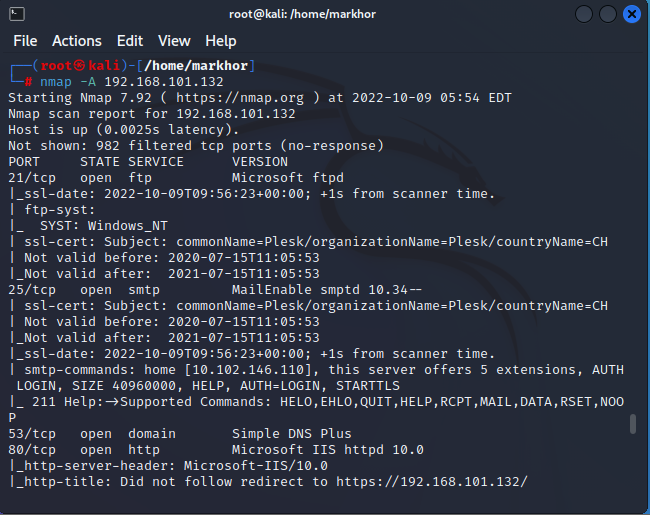 root@kali: /home/markhor
File Actions Edit View Help
┌──(root㉿kali)-[/home/markhor]
└─# nmap -A 192.168.101.132
Starting Nmap 7.92 ( https://nmap.org ) at 2022-10-09 05:54 EDT
Nmap scan report for 192.168.101.132
Host is up (0.0025s latency).
Not shown: 982 filtered tcp ports (no-response)
PORT     STATE SERVICE       VERSION
21/tcp   open  ftp           Microsoft ftpd
|_ssl-date: 2022-10-09T09:56:23+00:00; +1s from scanner time.
| ftp-syst:
|_  SYST: Windows_NT
| ssl-cert: Subject: commonName=Plesk/organizationName=Plesk/countryName=CH
| Not valid before: 2020-07-15T11:05:53
|_Not valid after:  2021-07-15T11:05:53
25/tcp   open  smtp          MailEnable smptd 10.34--
| ssl-cert: Subject: commonName=Plesk/organizationName=Plesk/countryName=CH
| Not valid before: 2020-07-15T11:05:53
|_Not valid after:  2021-07-15T11:05:53
|_ssl-date: 2022-10-09T09:56:23+00:00; +1s from scanner time.
| smtp-commands: home [10.102.146.110], this server offers 5 extensions, AUTH
 LOGIN, SIZE 40960000, HELP, AUTH=LOGIN, STARTTLS
|_ 211 Help:->Supported Commands: HELO,EHLO,QUIT,HELP,RCPT,MAIL,DATA,RSET,NOO
P
53/tcp   open  domain        Simple DNS Plus
80/tcp   open  http          Microsoft IIS httpd 10.0
|_http-server-header: Microsoft-IIS/10.0
|_http-title: Did not follow redirect to https://192.168.101.132/